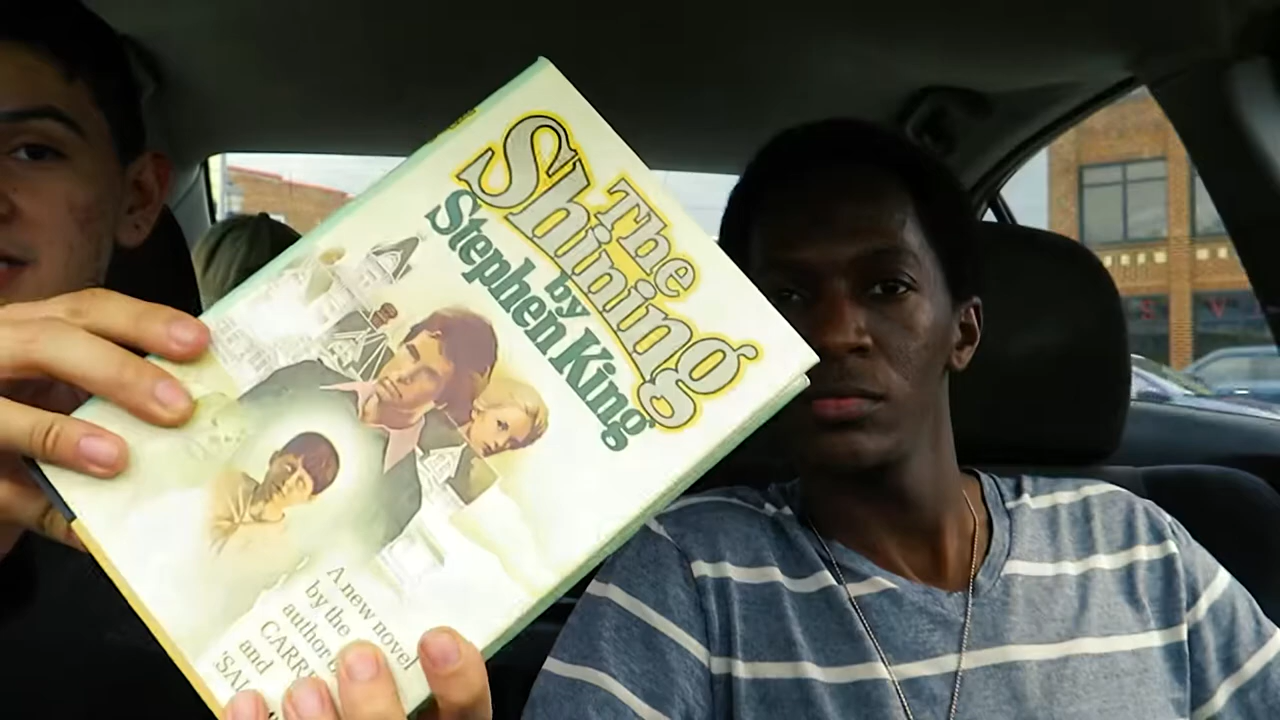 The
Shining
by
Stephen King
A new novel
by the
author
and